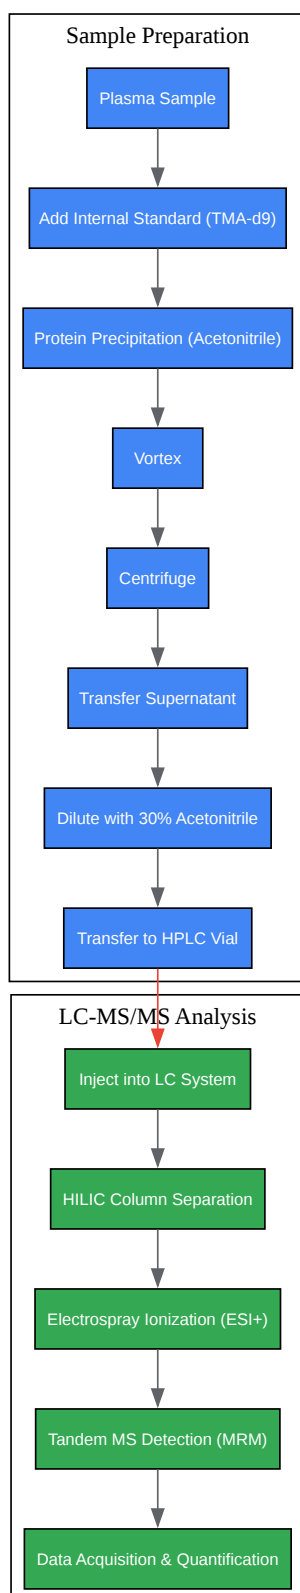 Sample Preparation
Plasma Sample
Add Internal Standard (TMA-d9)
Protein Precipitation (Acetonitrile)
Vortex
Centrifuge
Transfer Supernatant
Dilute with 30% Acetonitrile
Transfer to HPLC Vial
LC-MS/MS Analysis
Inject into LC System
HILIC Column Separation
Electrospray Ionization (ESI+)
Tandem MS Detection (MRM)
Data Acquisition & Quantification